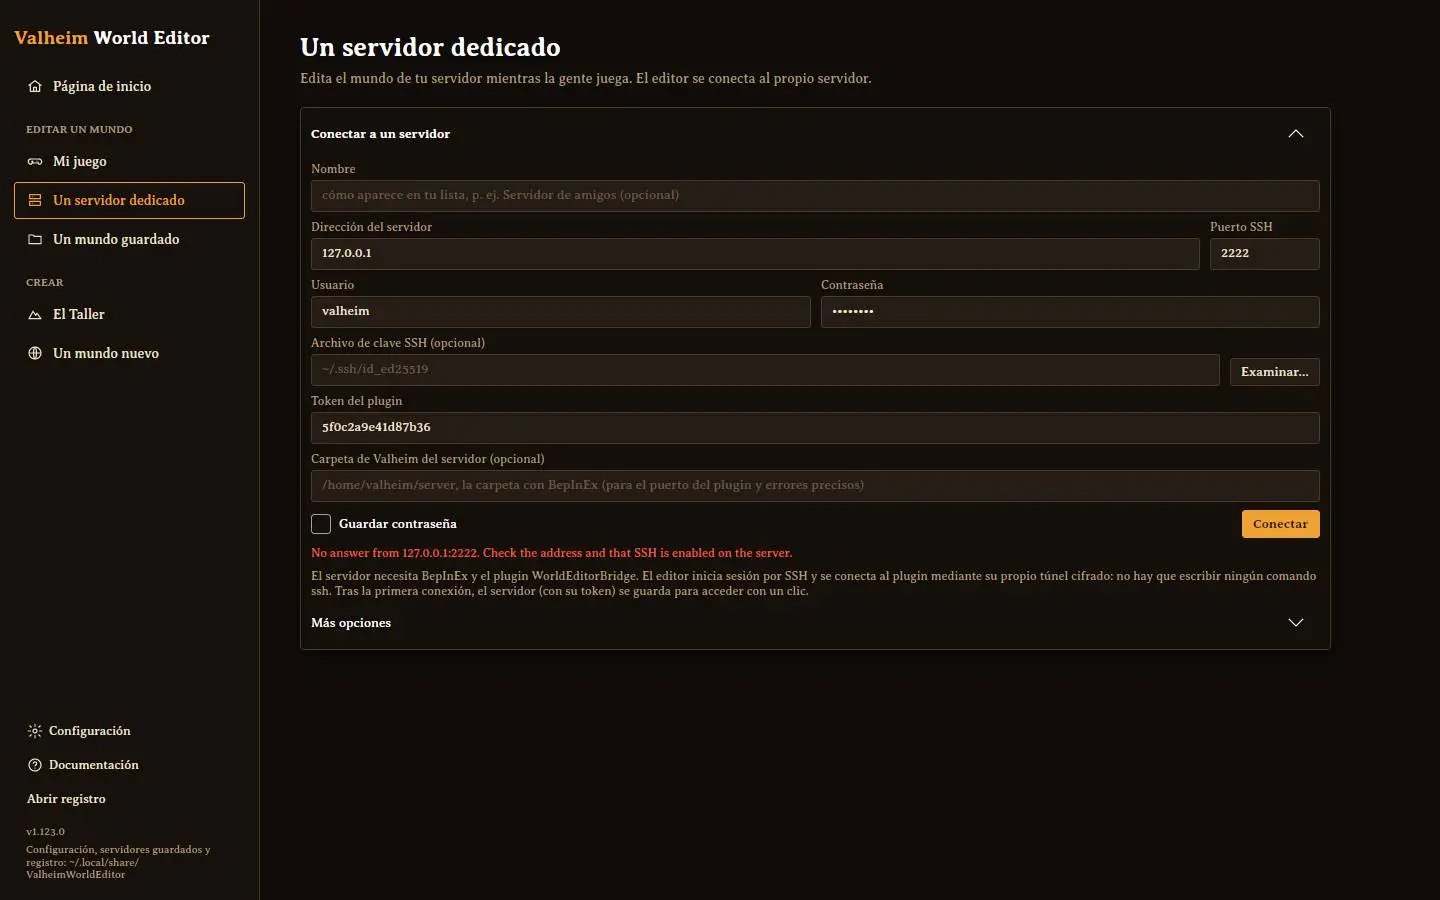 Valheim World Editor
Página de inicio
EDITAR UN MUNDO
Mi juego
Un servidor dedicado
Un mundo guardado
CREAR
El Taller
Un mundo nuevo
Configuración
Documentación
Abrir registro
v1.123.0
Configuración, servidores guardados y
registro: ~/.local/share/
ValheimWorldEditor
Un servidor dedicado
Edita el mundo de tu servidor mientras la gente juega. El editor se conecta al propio servidor.
Conectar a un servidor
Nombre
cómo aparece en tu lista, p. ej. Servidor de amigos (opcional)
Dirección del servidor
Puerto SSH
127.0.0.1
2222
Usuario
Contraseña
valheim
••••••••
Archivo de clave SSH (opcional)
~/.ssh/id_ed25519
Examinar...
Token del plugin
5f0c2a9e41d87b36
Carpeta de Valheim del servidor (opcional)
/home/valheim/server, la carpeta con BepInEx (para el puerto del plugin y errores precisos)
Guardar contraseña
Conectar
No answer from 127.0.0.1:2222. Check the address and that SSH is enabled on the server.
El servidor necesita BepInEx y el plugin WorldEditorBridge. El editor inicia sesión por SSH y se conecta al plugin mediante su propio túnel cifrado: no hay que escribir ningún comando
ssh. Tras la primera conexión, el servidor (con su token) se guarda para acceder con un clic.
Más opciones